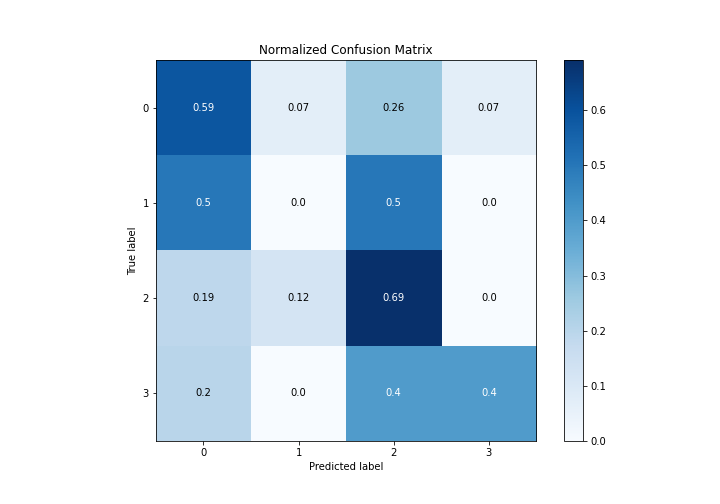 Normalized Confusion Matrix
True label
0 0.59 0.07 0.26 0.07
1 0.5 0.0 0.5 0.0
2 0.19 0.12 0.69 0.0
3 0.2 0.0 0.4 0.4
0 1 2 3
Predicted label
0.6
0.5
0.4
0.3
0.2
0.1
0.0